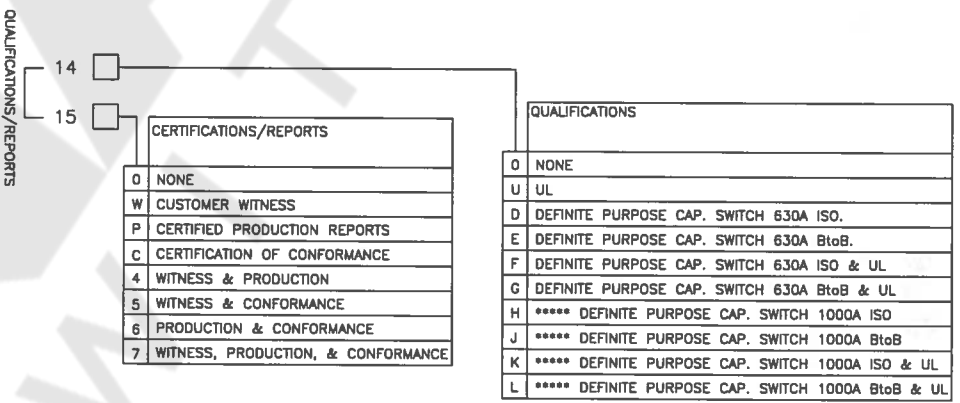 QUALIFICATIONS/REPORTS
14
15
CERTIFICATIONS/REPORTS
0 NONE
W CUSTOMER WITNESS
P CERTIFIED PRODUCTION REPORTS
C CERTIFICATION OF CONFORMANCE
4 WITNESS & PRODUCTION
5 WITNESS & CONFORMANCE
6 PRODUCTION & CONFORMANCE
7 WITNESS, PRODUCTION, & CONFORMANCE
QUALIFICATIONS
0 NONE
U UL
D DEFINITE PURPOSE CAP. SWITCH 630A ISO.
E DEFINITE PURPOSE CAP. SWITCH 630A BtoB.
F DEFINITE PURPOSE CAP. SWITCH 630A ISO & UL
G DEFINITE PURPOSE CAP. SWITCH 630A BtoB & UL
H ***** DEFINITE PURPOSE CAP. SWITCH 1000A ISO
J ***** DEFINITE PURPOSE CAP. SWITCH 1000A BtoB
K ***** DEFINITE PURPOSE CAP. SWITCH 1000A ISO & UL
L ***** DEFINITE PURPOSE CAP. SWITCH 1000A BtoB & UL